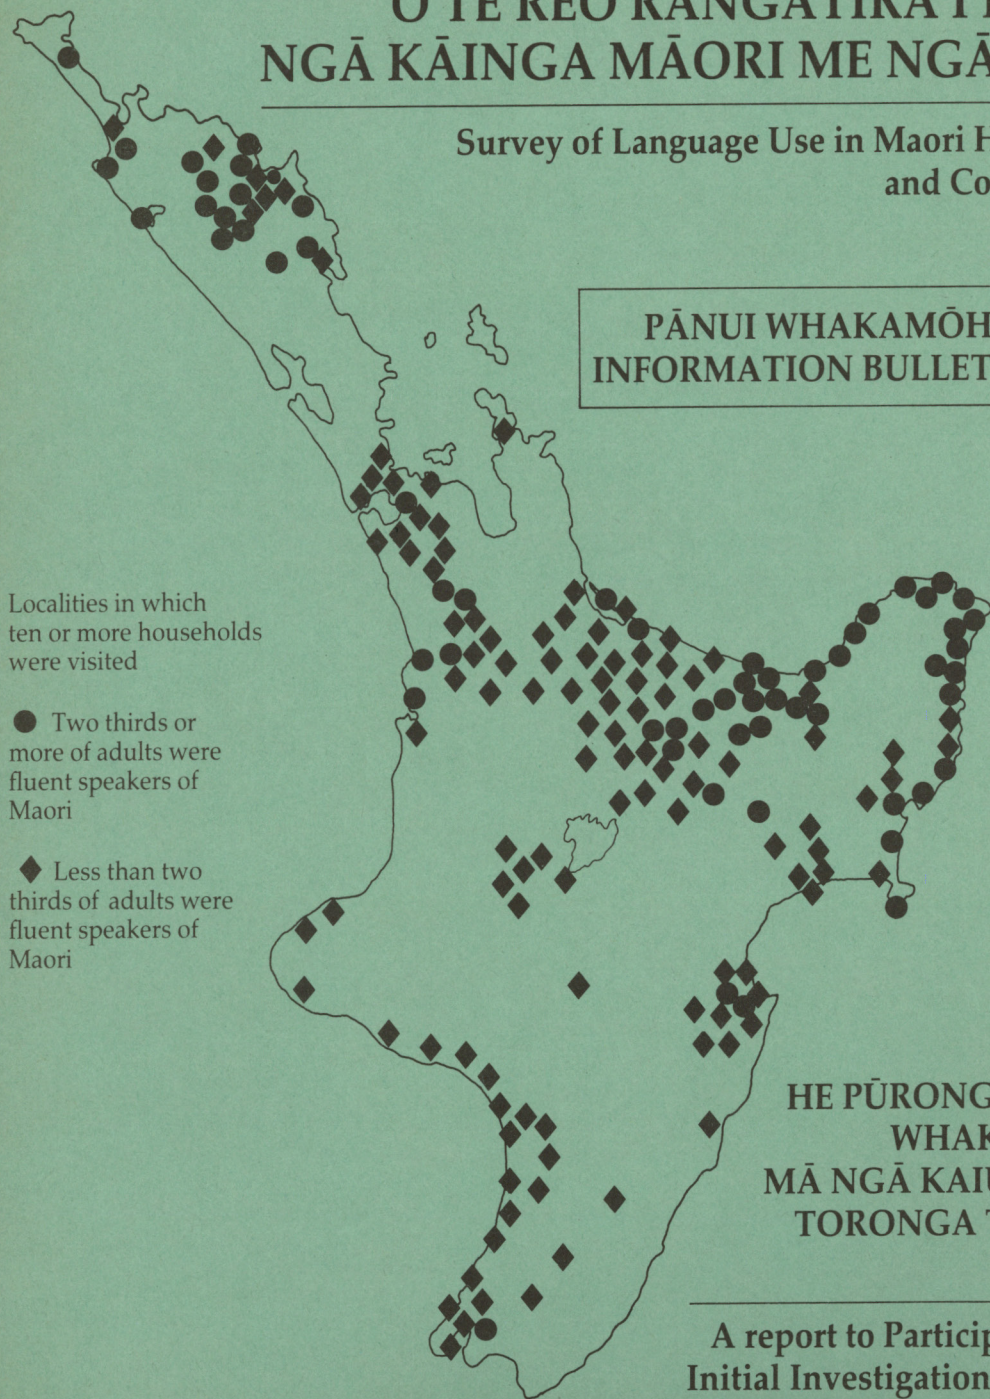 O TE REO RANGATIRA I
NGĀ KĀINGA MĀORI ME NGĀ
Survey of Language Use in Maori H
and Co
PĀNUI WHAKAMŌH
INFORMATION BULLET
Localities in which
ten or more households
were visited
Two thirds or
more of adults were
fluent speakers of
Maori
Less than two
thirds of adults were
fluent speakers of
Maori
HE PŪRONG
WHAK
MĀ NGĀ KAIU
TORONGA T
A report to Particip
Initial Investigation